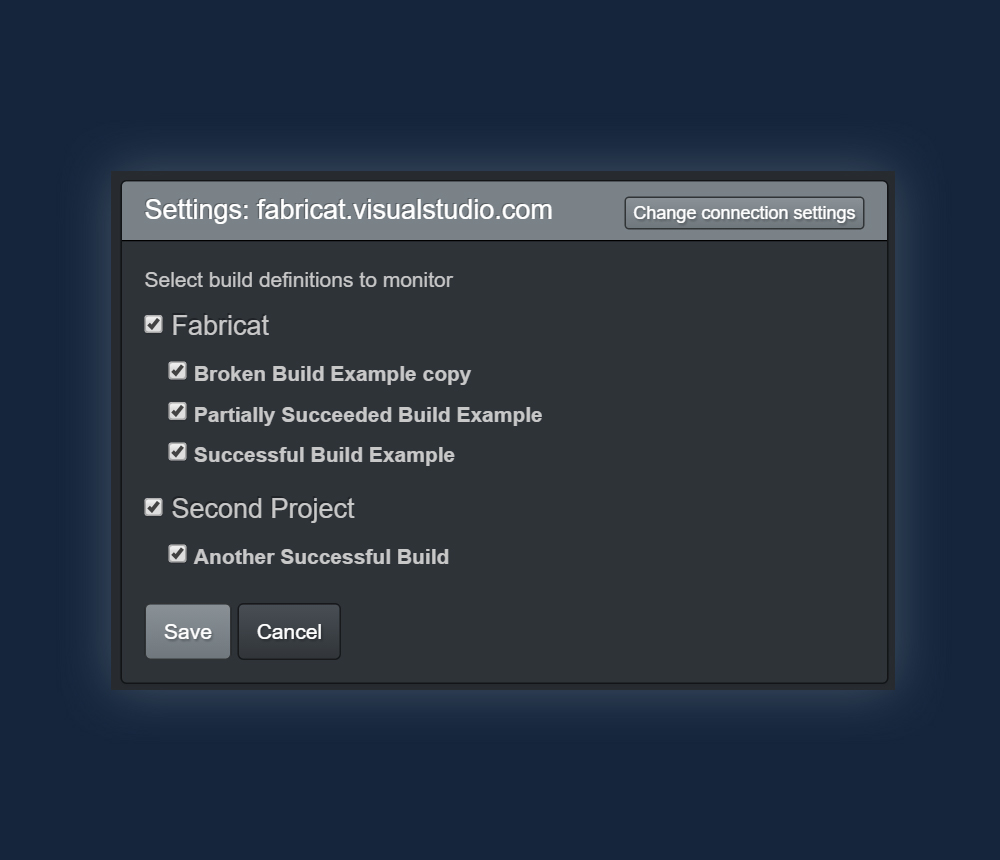 Settings: fabricat.visualstudio.com
Change connection settings
Select build definitions to monitor
Fabricat
Broken Build Example copy
Partially Succeeded Build Example
Successful Build Example
Second Project
Another Successful Build
Save
Cancel